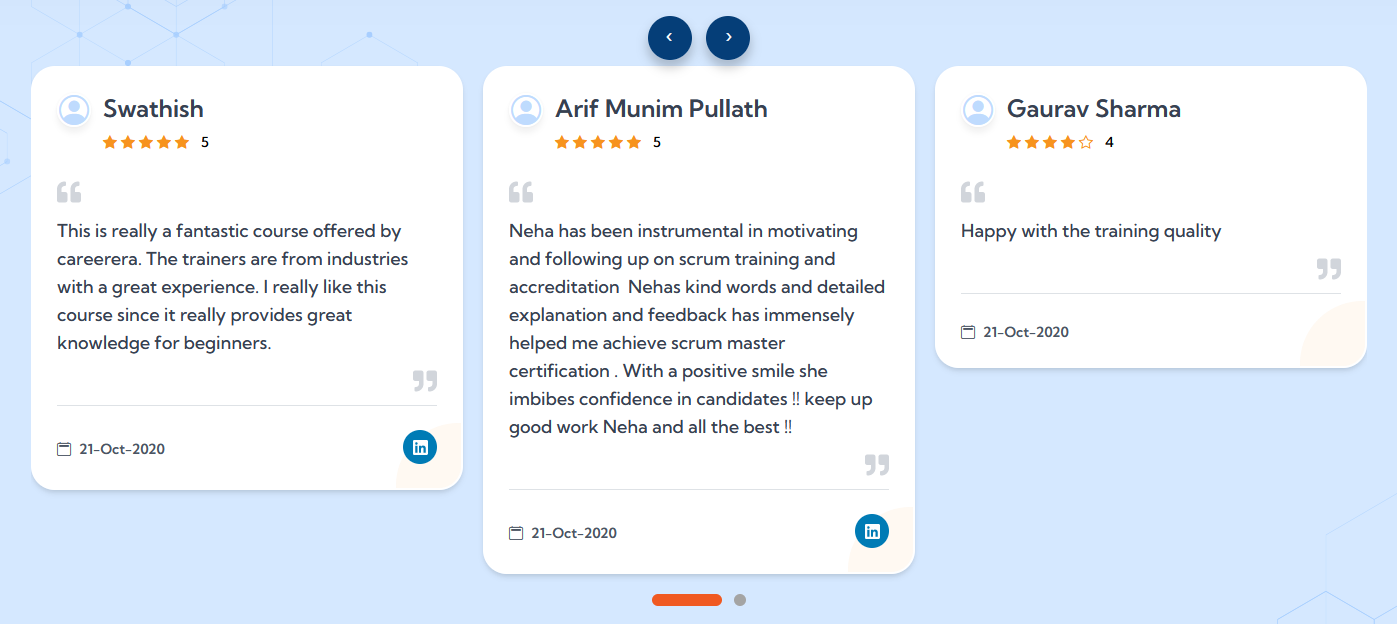 Swathish
5
This is really a fantastic course offered by
careerera. The trainers are from industries
with a great experience. I really like this
course since it really provides great
knowledge for beginners.
21-Oct-2020
Arif Munim Pullath
5
Neha has been instrumental in motivating
and following up on scrum training and
accreditation  Nehas kind words and detailed
explanation and feedback has immensely
helped me achieve scrum master
certification . With a positive smile she
imbibes confidence in candidates !! keep up
good work Neha and all the best !!
21-Oct-2020
Gaurav Sharma
4
Happy with the training quality
21-Oct-2020